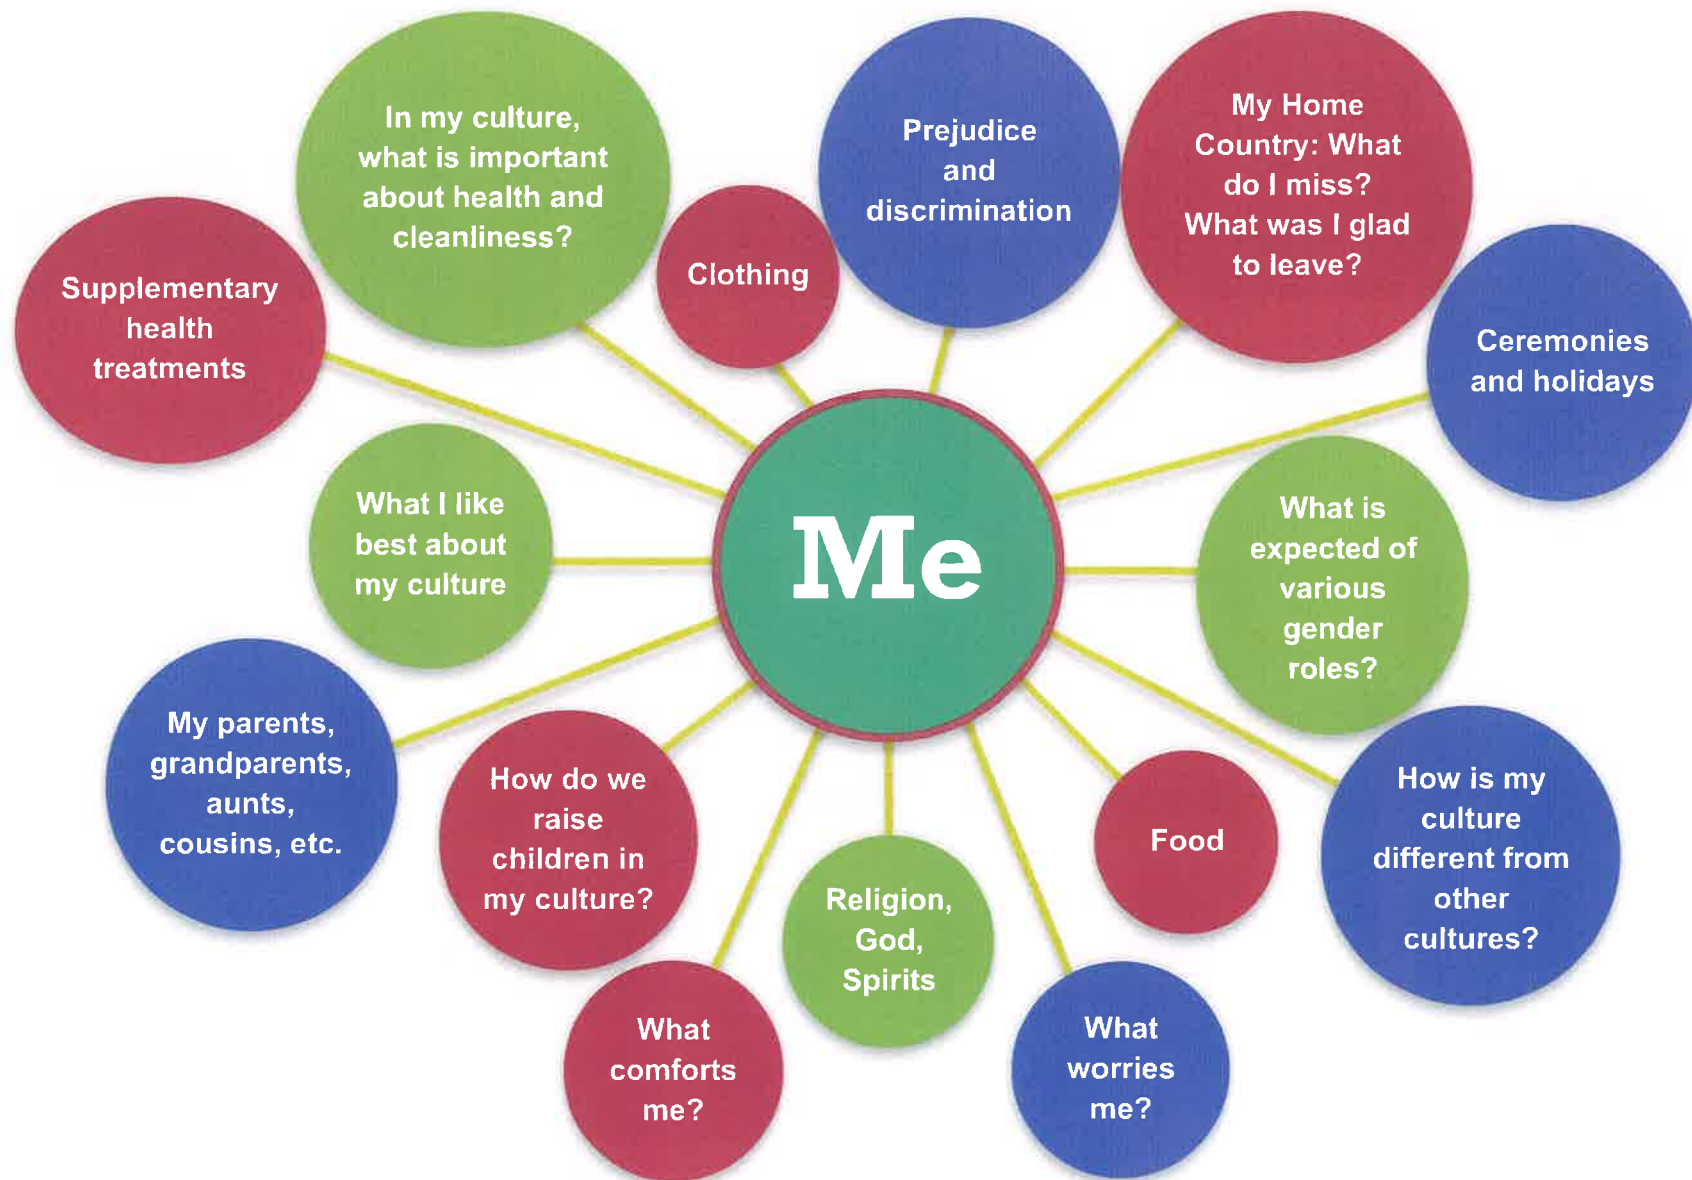 In my culture,
what is important
about health and
cleanliness?
Prejudice
and
discrimination
My Home
Country: What
do I miss?
What was I glad
to leave?
Supplementary
health
treatments
Clothing
Ceremonies
and holidays
What I like
best about
my culture
Me
What is
expected of
various
gender
roles?
My parents,
grandparents,
aunts,
cousins, etc.
How do we
raise
children in
my culture?
Religion,
God,
Spirits
Food
How is my
culture
different from
other
cultures?
What
comforts
me?
What
worries
me?